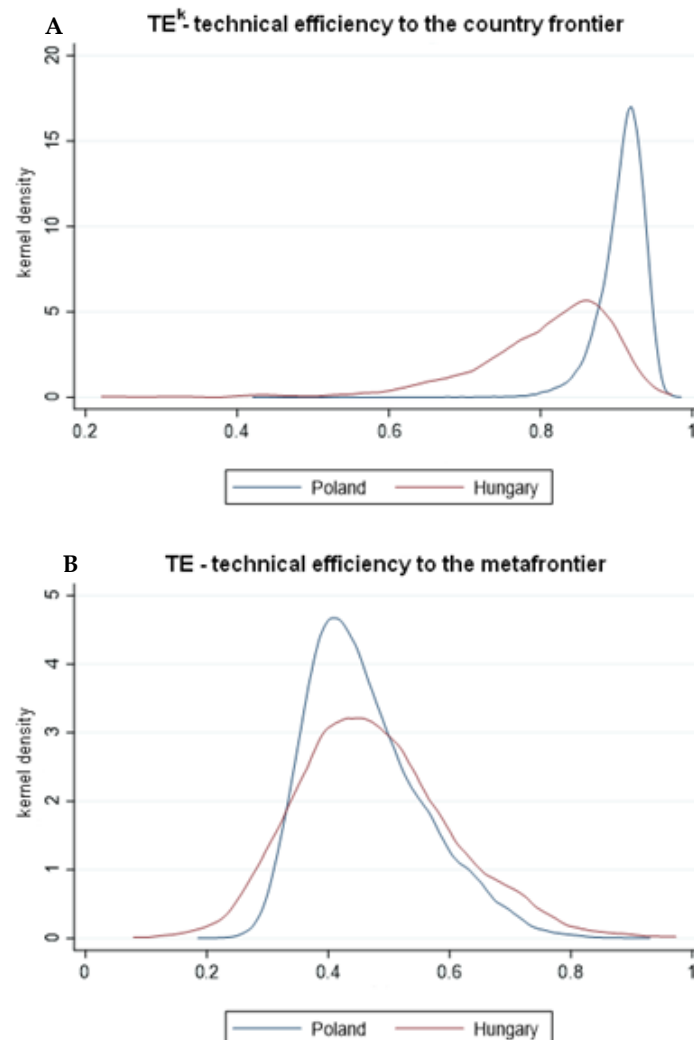 A
TEᵏ- technical efficiency to the country frontier
20
15
10
5
0
kernel density
0.2 0.4 0.6 0.8 1
Poland Hungary
B
TE - technical efficiency to the metafrontier
5
4
3
2
1
0
kernel density
0 0.2 0.4 0.6 0.8 1
Poland Hungary